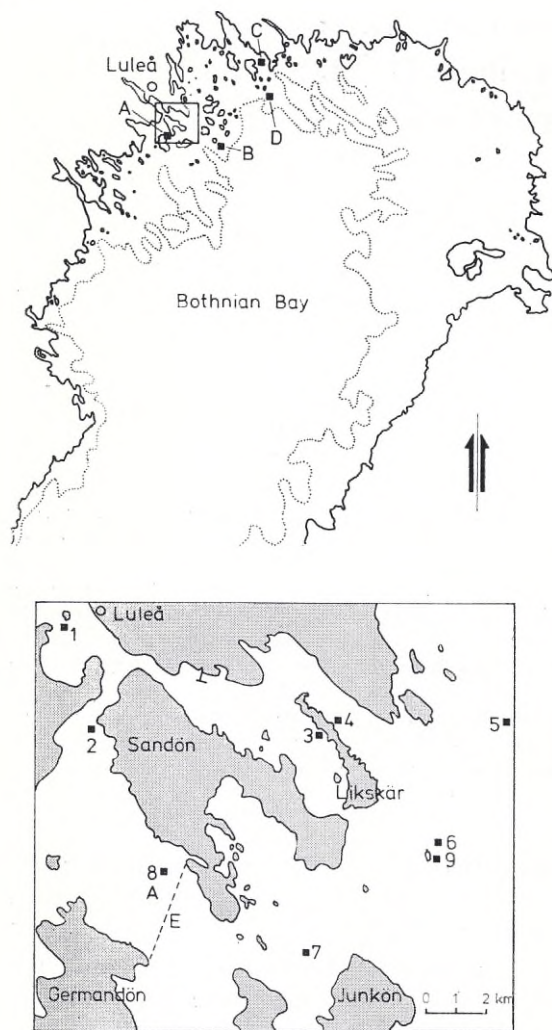 C
Luleå
A
D
B
Bothnian Bay
Luleå
1
4
5
2
Sandön
3
Likskär
6
8
9
A
E
7
Germandön
Junkön
0 1 2 km